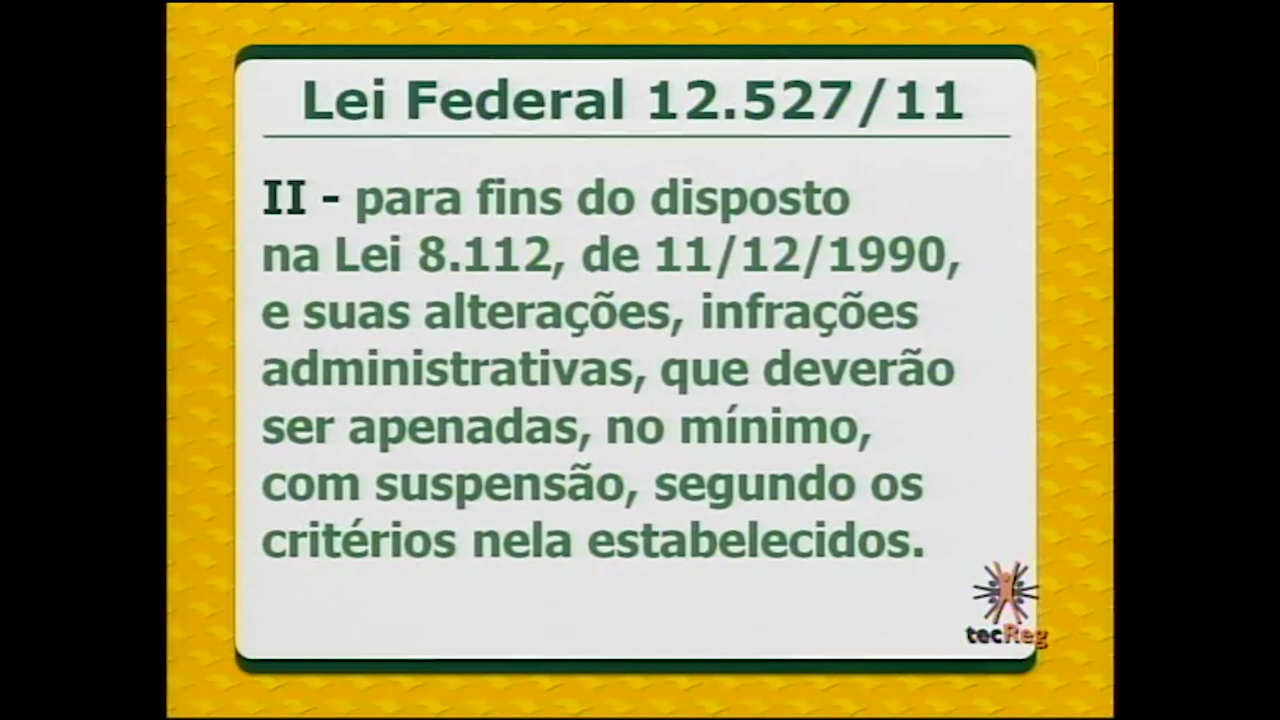 Lei Federal 12.527/11
II - para fins do disposto
na Lei 8.112, de 11/12/1990,
e suas alterações, infrações
administrativas, que deverão
ser apenadas, no mínimo,
com suspensão, segundo os
critérios nela estabelecidos.
tecReg